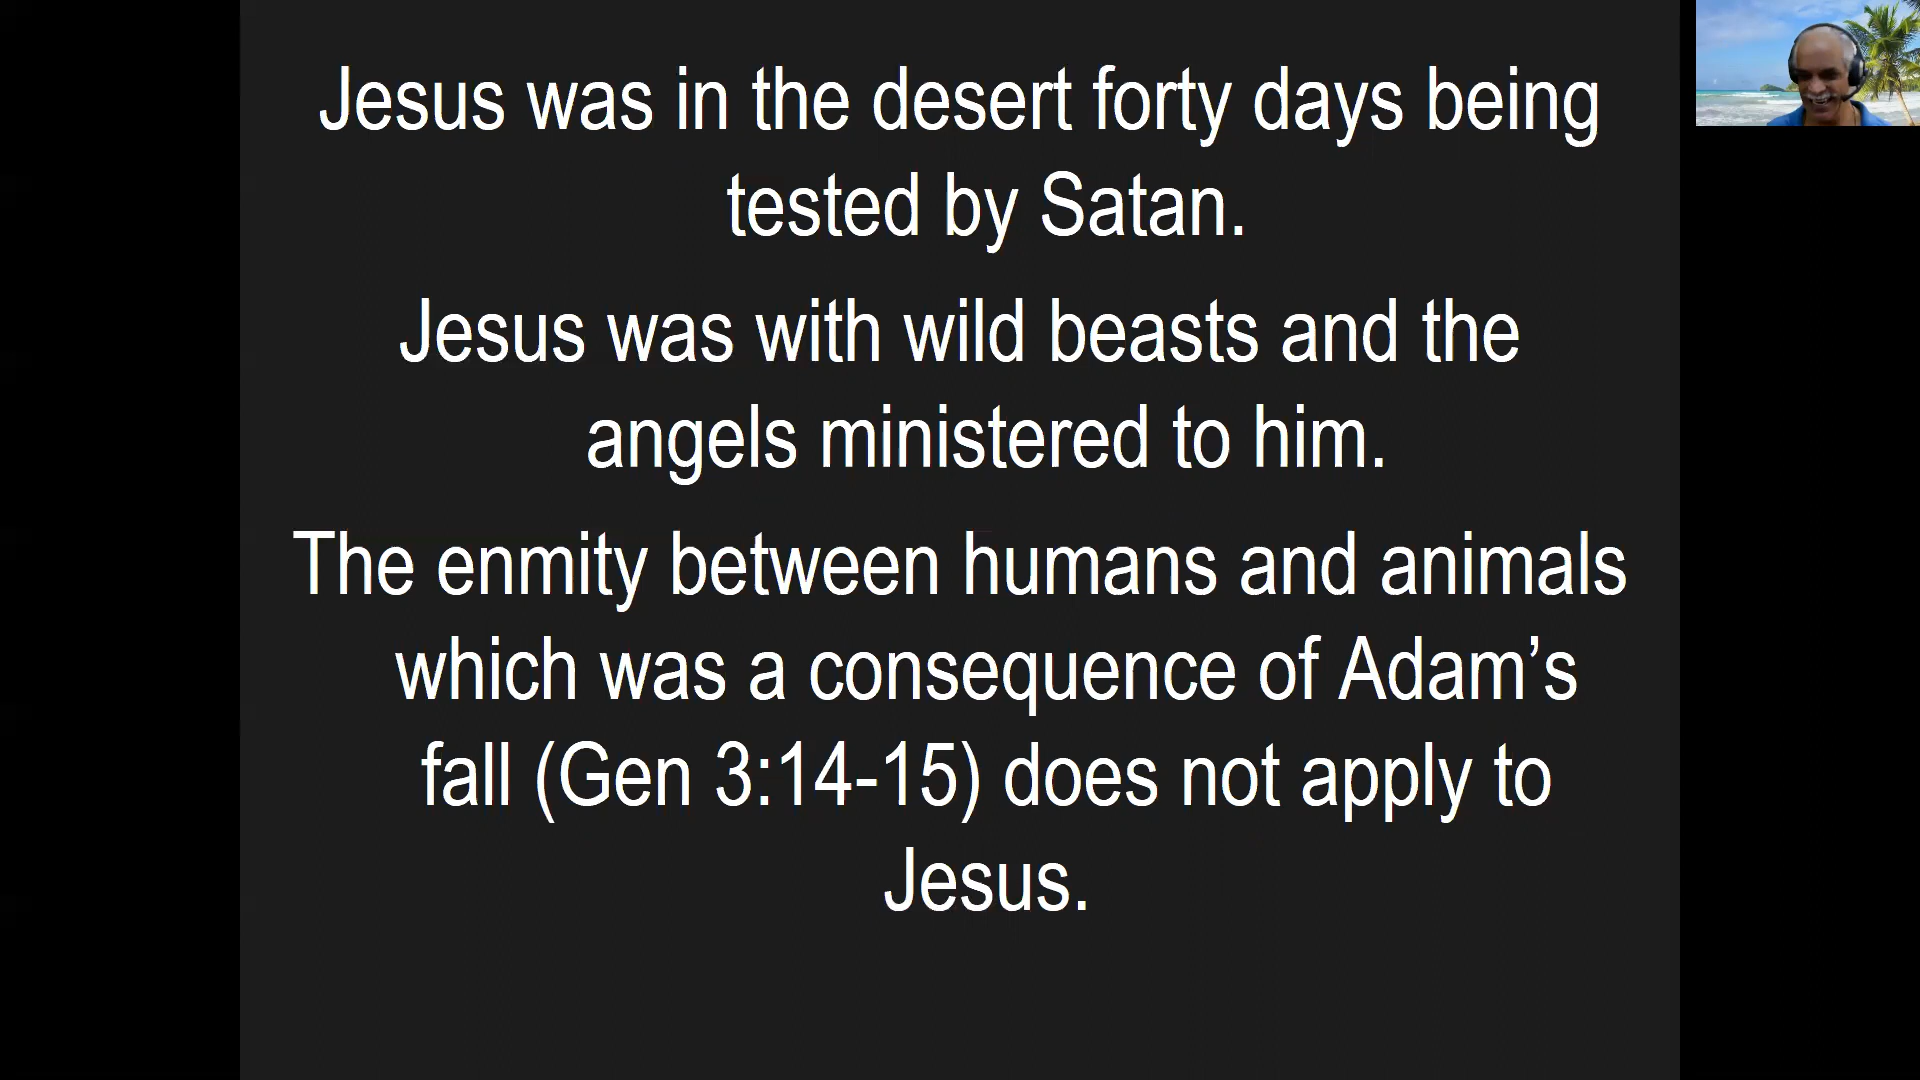 Jesus was in the desert forty days being
tested by Satan.
Jesus was with wild beasts and the
angels ministered to him.
The enmity between humans and animals
which was a consequence of Adam’s
fall (Gen 3:14-15) does not apply to
Jesus.